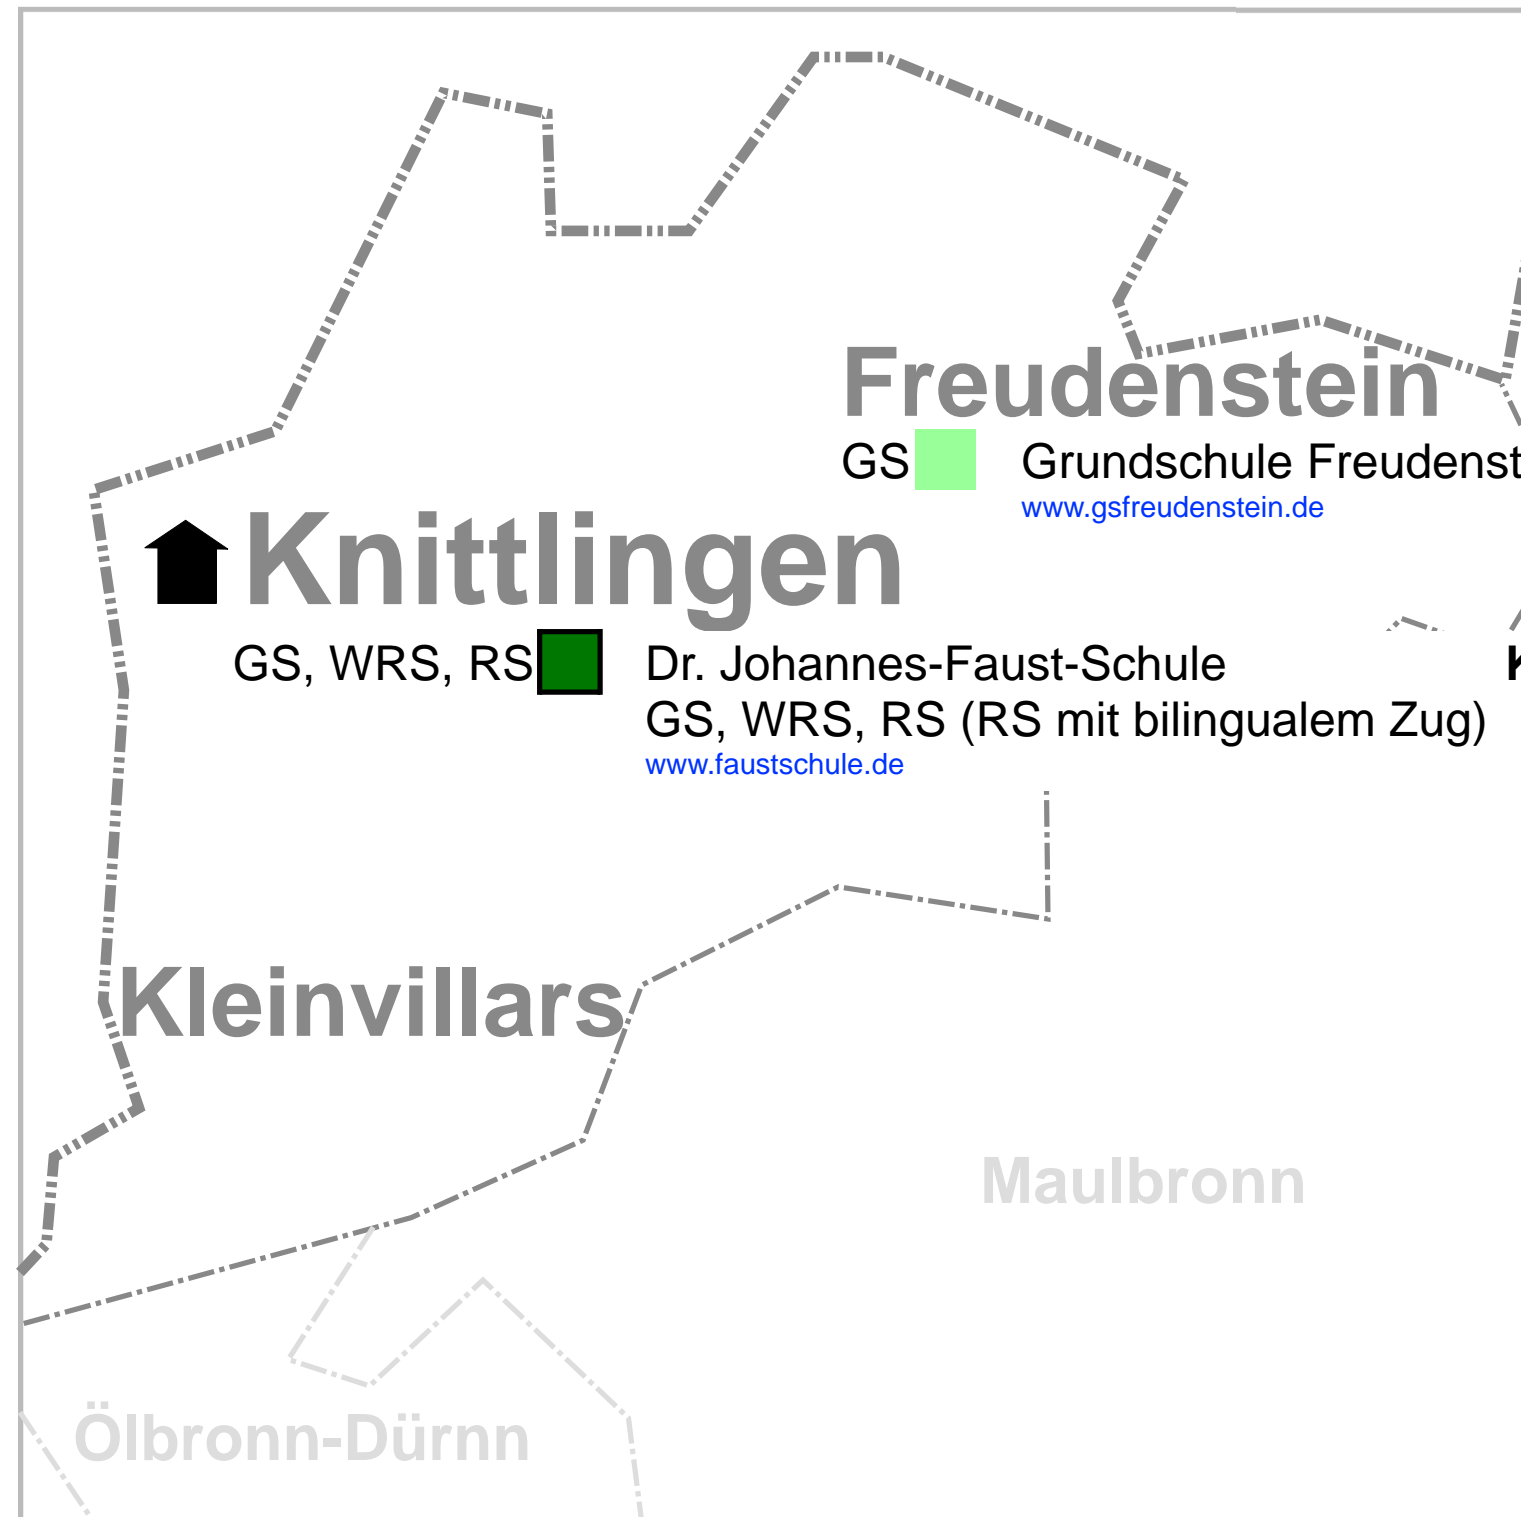 Freudenstein
GS
Grundschule Freudenst
www.gsfreudenstein.de
Knittlingen
GS, WRS, RS
Dr. Johannes-Faust-Schule
GS, WRS, RS (RS mit bilingualem Zug)
www.faustschule.de
Kleinvillars
Maulbronn
Ölbronn-Dürnn